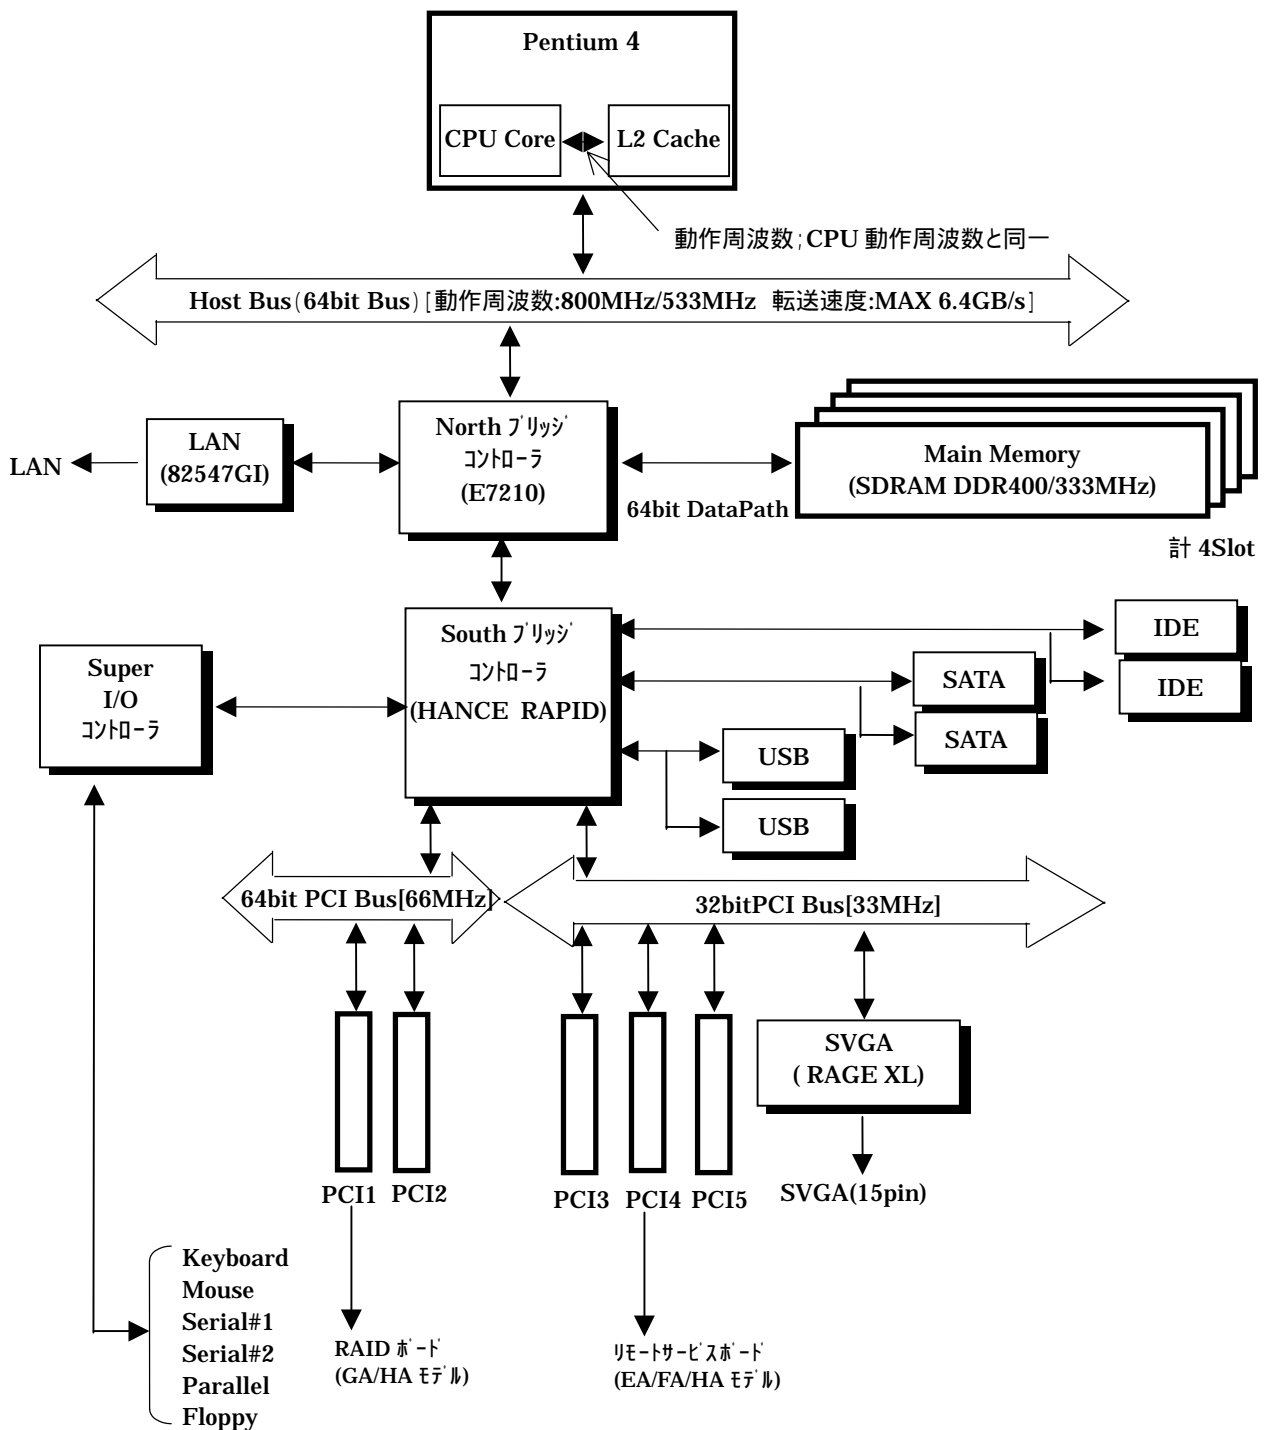 Pentium 4
CPU Core
L2 Cache
動作周波数;CPU 動作周波数と同一
Host Bus(64bit Bus) [動作周波数:800MHz/533MHz 転送速度:MAX 6.4GB/s]
North ﾌﾞﾘｯｼﾞ
ｺﾝﾄﾛｰﾗ
(E7210)
LAN
(82547GI)
LAN
Main Memory
(SDRAM DDR400/333MHz)
64bit DataPath
計 4Slot
South ﾌﾞﾘｯｼﾞ
ｺﾝﾄﾛｰﾗ
(HANCE RAPID)
Super
I/O
ｺﾝﾄﾛｰﾗ
IDE
IDE
SATA
SATA
USB
USB
64bit PCI Bus[66MHz]
32bitPCI Bus[33MHz]
SVGA
( RAGE XL)
PCI1
PCI2
PCI3
PCI4
PCI5
SVGA(15pin)
Keyboard
Mouse
Serial#1
Serial#2
Parallel
Floppy
RAID ﾎﾞｰﾄﾞ
(GA/HA ﾓﾃﾞﾙ)
ﾘﾓｰﾄｻｰﾋﾞｽﾎﾞｰﾄﾞ
(EA/FA/HA ﾓﾃﾞﾙ)